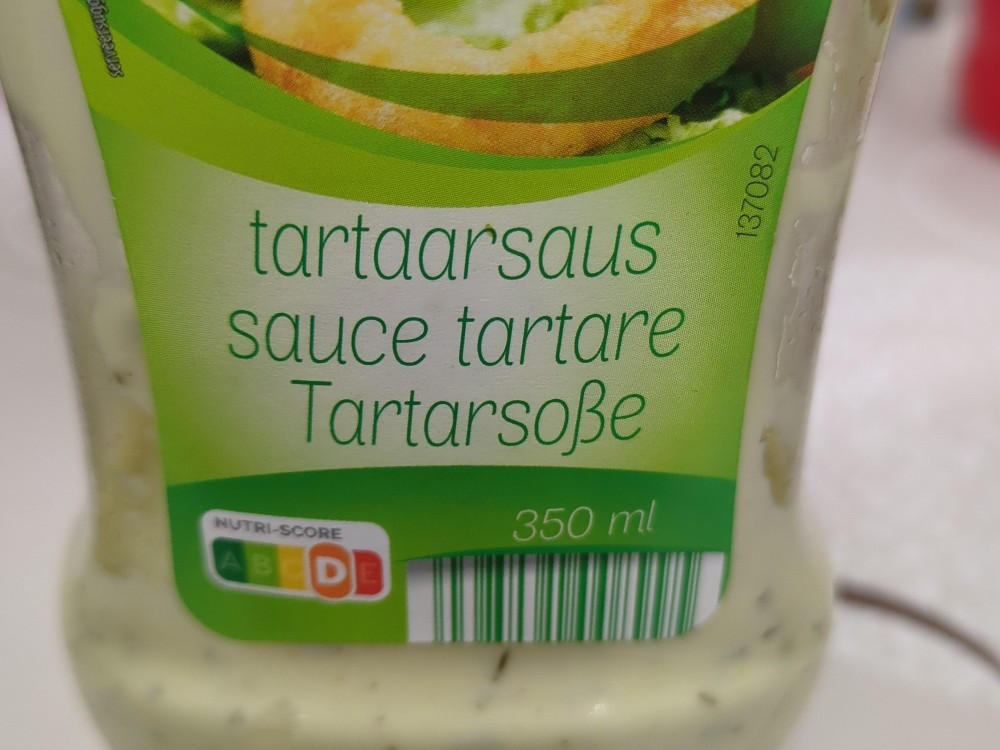 137082
tartaarsaus
sauce tartare
Tartarsoße
350 ml
NUTRI-SCORE
A B C D E